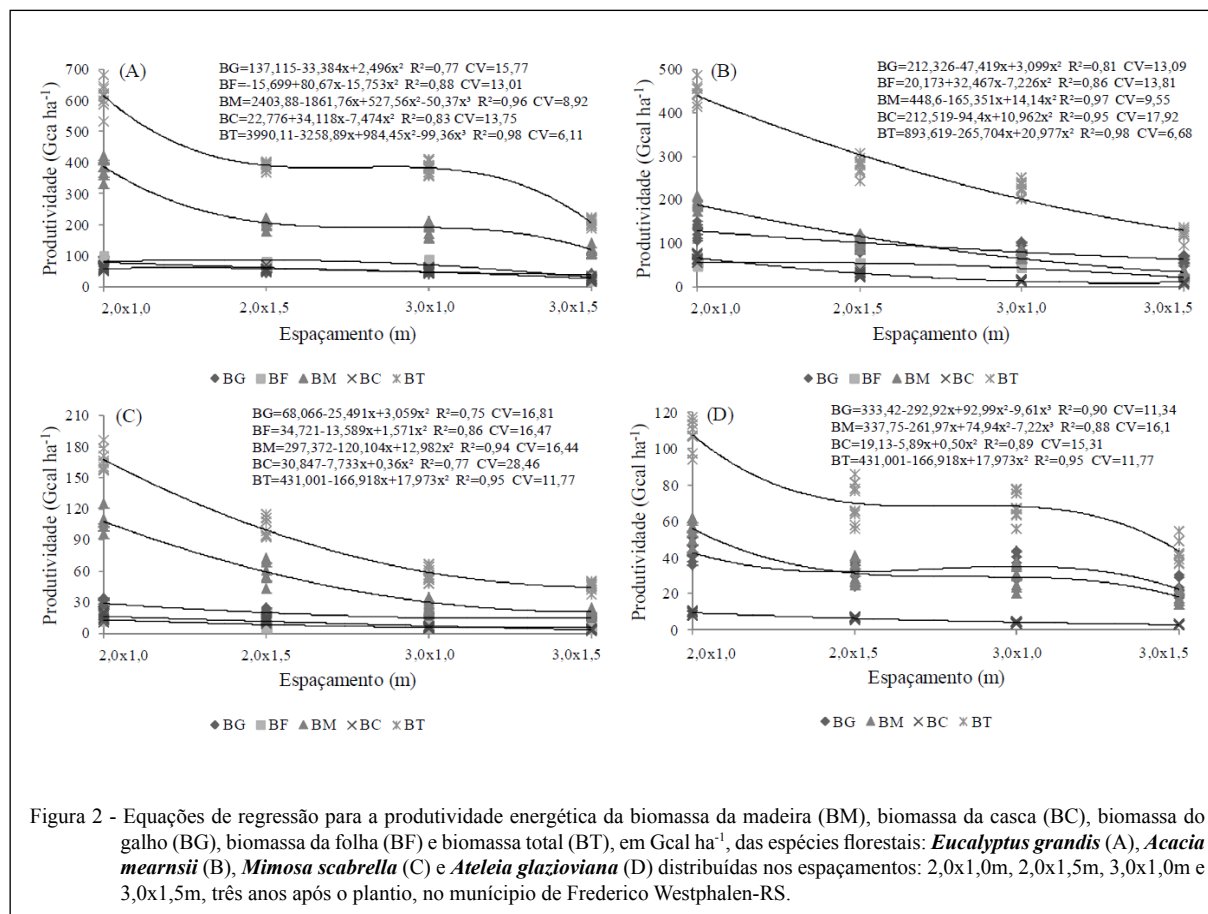 (A)
BG=137,115-33,384x+2,496x² R²=0,77 CV=15,77
BF=-15,699+80,67x-15,753x² R²=0,88 CV=13,01
BM=2403,88-1861,76x+527,56x²-50,37x³ R²=0,96 CV=8,92
BC=22,776+34,118x-7,474x² R²=0,83 CV=13,75
BT=3990,11-3258,89x+984,45x²-99,36x³ R²=0,98 CV=6,11
Produtividade (Gca ha⁻¹)
700
600
500
400
300
200
100
0
2,0x1,0 2,0x1,5 3,0x1,0 3,0x1,5
Espaçamento (m)
BG BF BM BC BT
(B)
BG=212,326-47,419x+3,099x² R²=0,81 CV=13,09
BF=20,173+32,467x-7,226x² R²=0,86 CV=13,81
BM=448,6-165,351x+14,14x² R²=0,97 CV=9,55
BC=212,519-94,4x+10,962x² R²=0,95 CV=17,92
BT=893,619-265,704x+20,977x² R²=0,98 CV=6,68
Produtividade (Gcal ha⁻¹)
500
400
300
200
100
0
2,0x1,0 2,0x1,5 3,0x1,0 3,0x1,5
Espaçamento (m)
BG BF BM BC BT
(C)
BG=68,066-25,491x+3,059x² R²=0,75 CV=16,81
BF=34,721-13,589x+1,571x² R²=0,86 CV=16,47
BM=297,372-120,104x+12,982x² R²=0,94 CV=16,44
BC=30,847-7,733x+0,36x² R²=0,77 CV=28,46
BT=431,001-166,918x+17,973x² R²=0,95 CV=11,77
Produtividade (Gcal ha⁻¹)
210
180
150
120
90
60
30
0
2,0x1,0 2,0x1,5 3,0x1,0 3,0x1,5
Espaçamento (m)
BG BF BM BC BT
(D)
BG=333,42-292,92x+92,99x²-9,61x³ R²=0,90 CV=11,34
BM=337,75-261,97x+74,94x²-7,22x³ R²=0,88 CV=16,1
BC=19,13-5,89x+0,50x² R²=0,89 CV=15,31
BT=431,001-166,918x+17,973x² R²=0,95 CV=11,77
Produtividade (Gcal ha⁻¹)
120
100
80
60
40
20
0
2,0x1,0 2,0x1,5 3,0x1,0 3,0x1,5
Espaçamento (m)
BG BM BC BT
Figura 2 - Equações de regressão para a produtividade energética da biomassa da madeira (BM), biomassa da casca (BC), biomassa do
galho (BG), biomassa da folha (BF) e biomassa total (BT), em Gcal ha⁻¹, das espécies florestais: Eucalyptus grandis (A), Acacia
mearnsii (B), Mimosa scabrella (C) e Ateleia glazioviana (D) distribuídas nos espaçamentos: 2,0x1,0m, 2,0x1,5m, 3,0x1,0m e
3,0x1,5m, três anos após o plantio, no munícipio de Frederico Westphalen-RS.